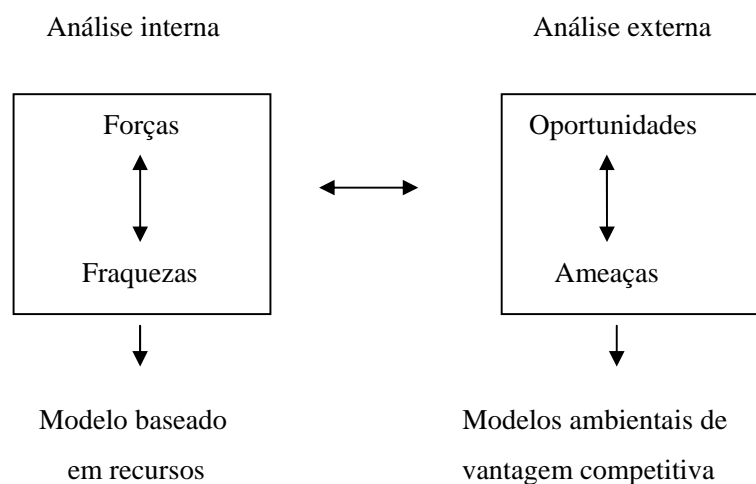 Análise interna
Análise externa
Forças
Oportunidades
Fraquezas
Ameaças
Modelo baseado
em recursos
Modelos ambientais de
vantagem competitiva